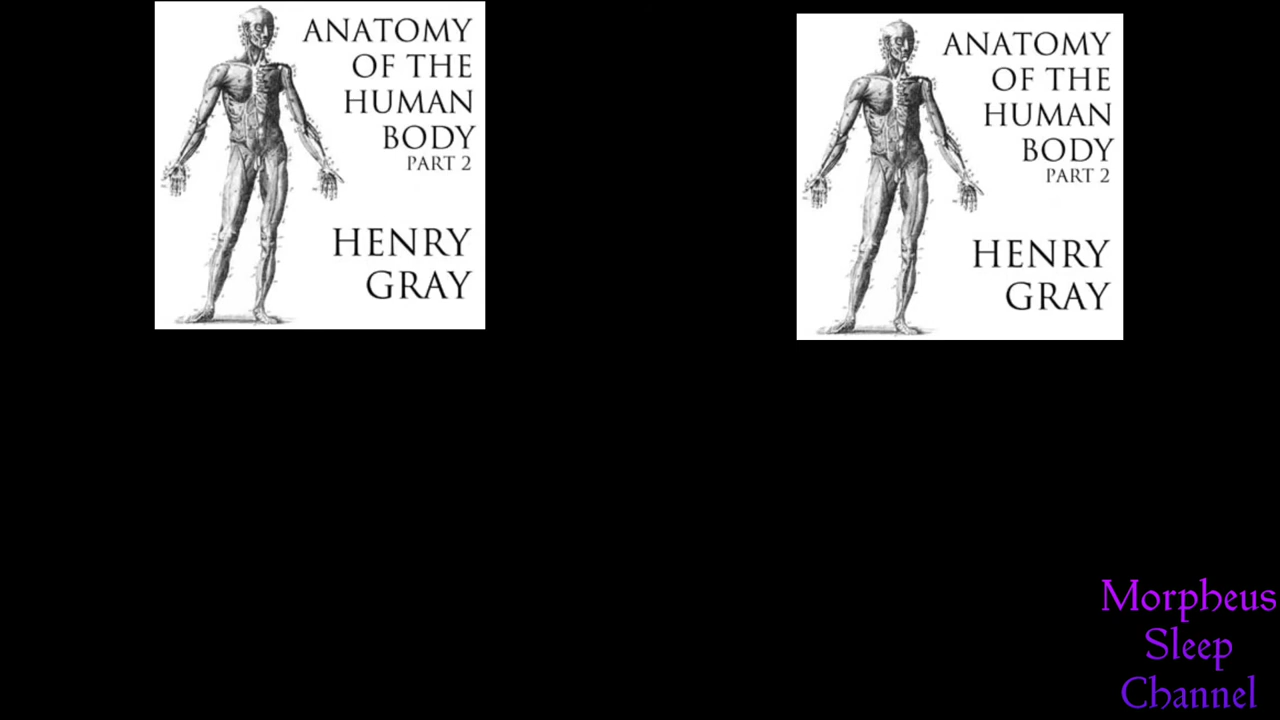 ANATOMY
OF THE
HUMAN
BODY
PART 2
HENRY
GRAY
ANATOMY
OF THE
HUMAN
BODY
PART 2
HENRY
GRAY
Morpheus
Sleep
Channel